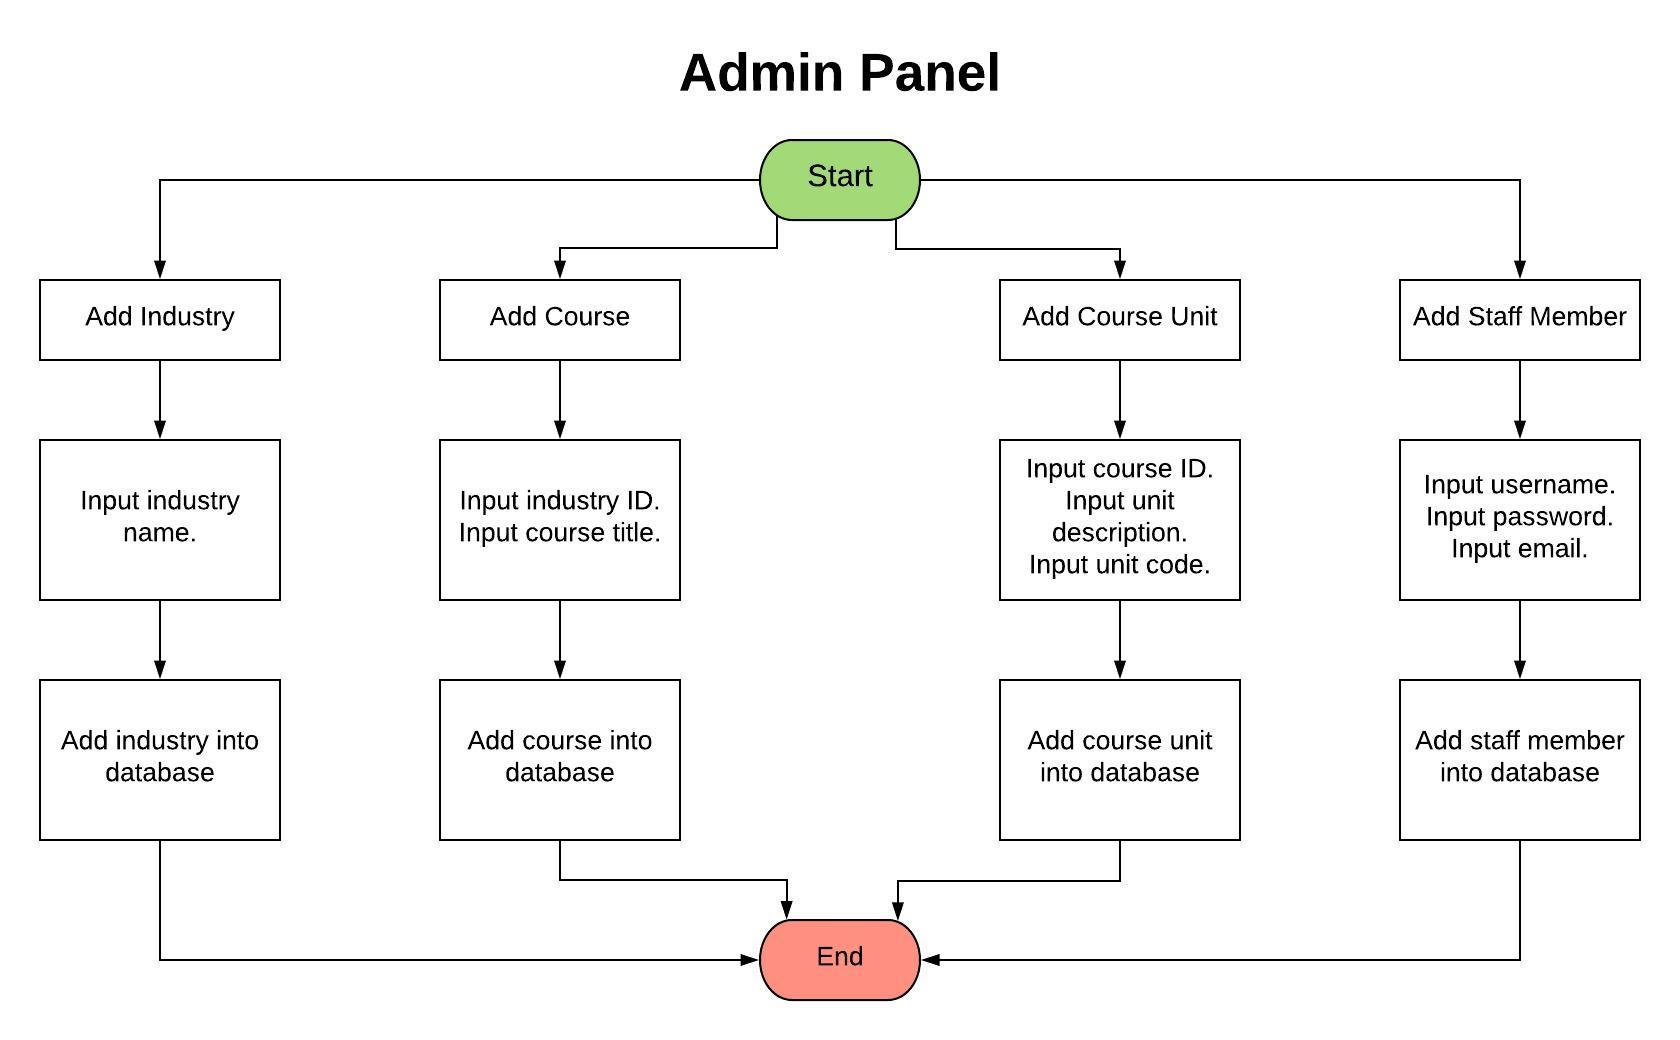 Admin Panel
Start
Add Industry
Add Course
Add Course Unit
Add Staff Member
Input industry
name.
Input industry ID.
Input course title.
Input course ID.
Input unit
description.
Input unit code.
Input username.
Input password.
Input email.
Add industry into
database
Add course into
database
Add course unit
into database
Add staff member
into database
End